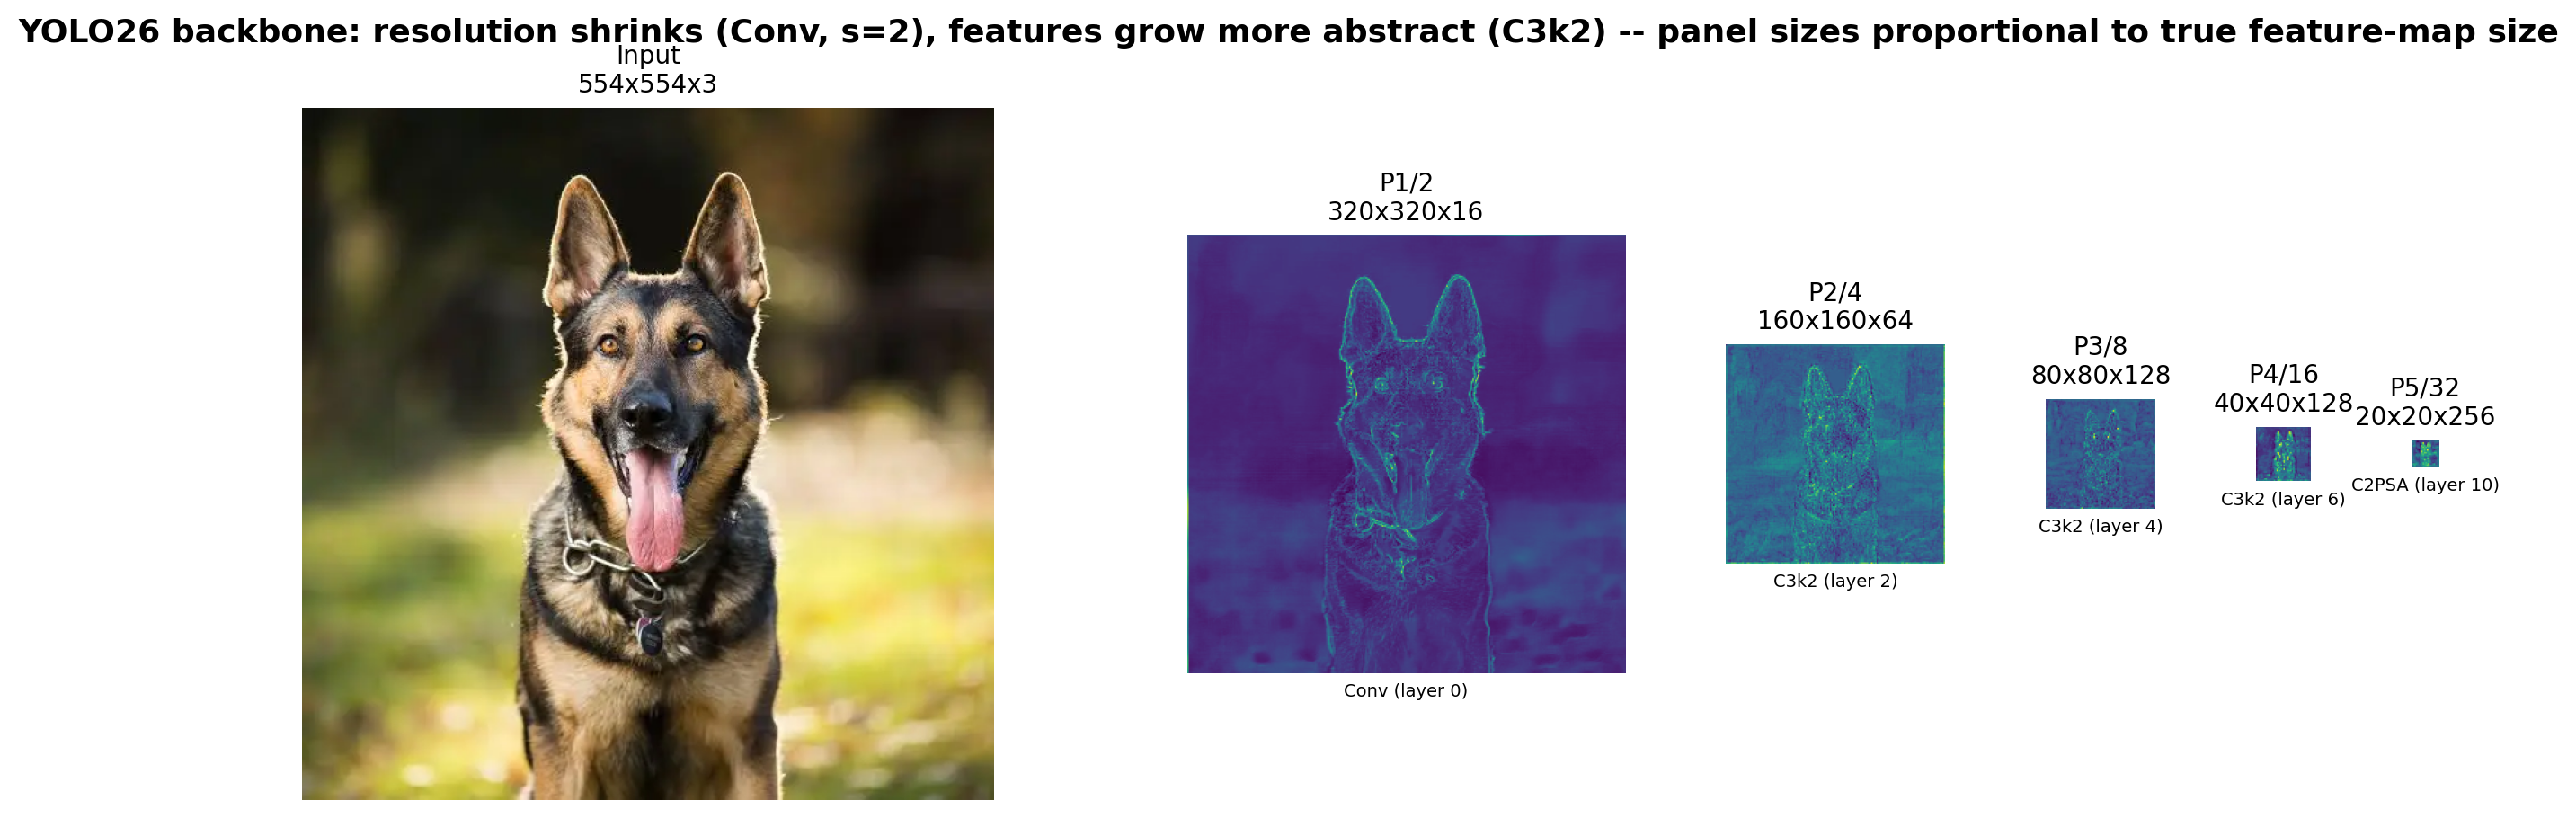 YOLO26 backbone: resolution shrinks (Conv, s=2), features grow more abstract (C3k2) -- panel sizes proportional to true feature-map size
Input
554x554x3
P1/2
320x320x16
Conv (layer 0)
P2/4
160x160x64
C3k2 (layer 2)
P3/8
80x80x128
C3k2 (layer 4)
P4/16
40x40x128
C3k2 (layer 6)
P5/32
20x20x256
C2PSA (layer 10)